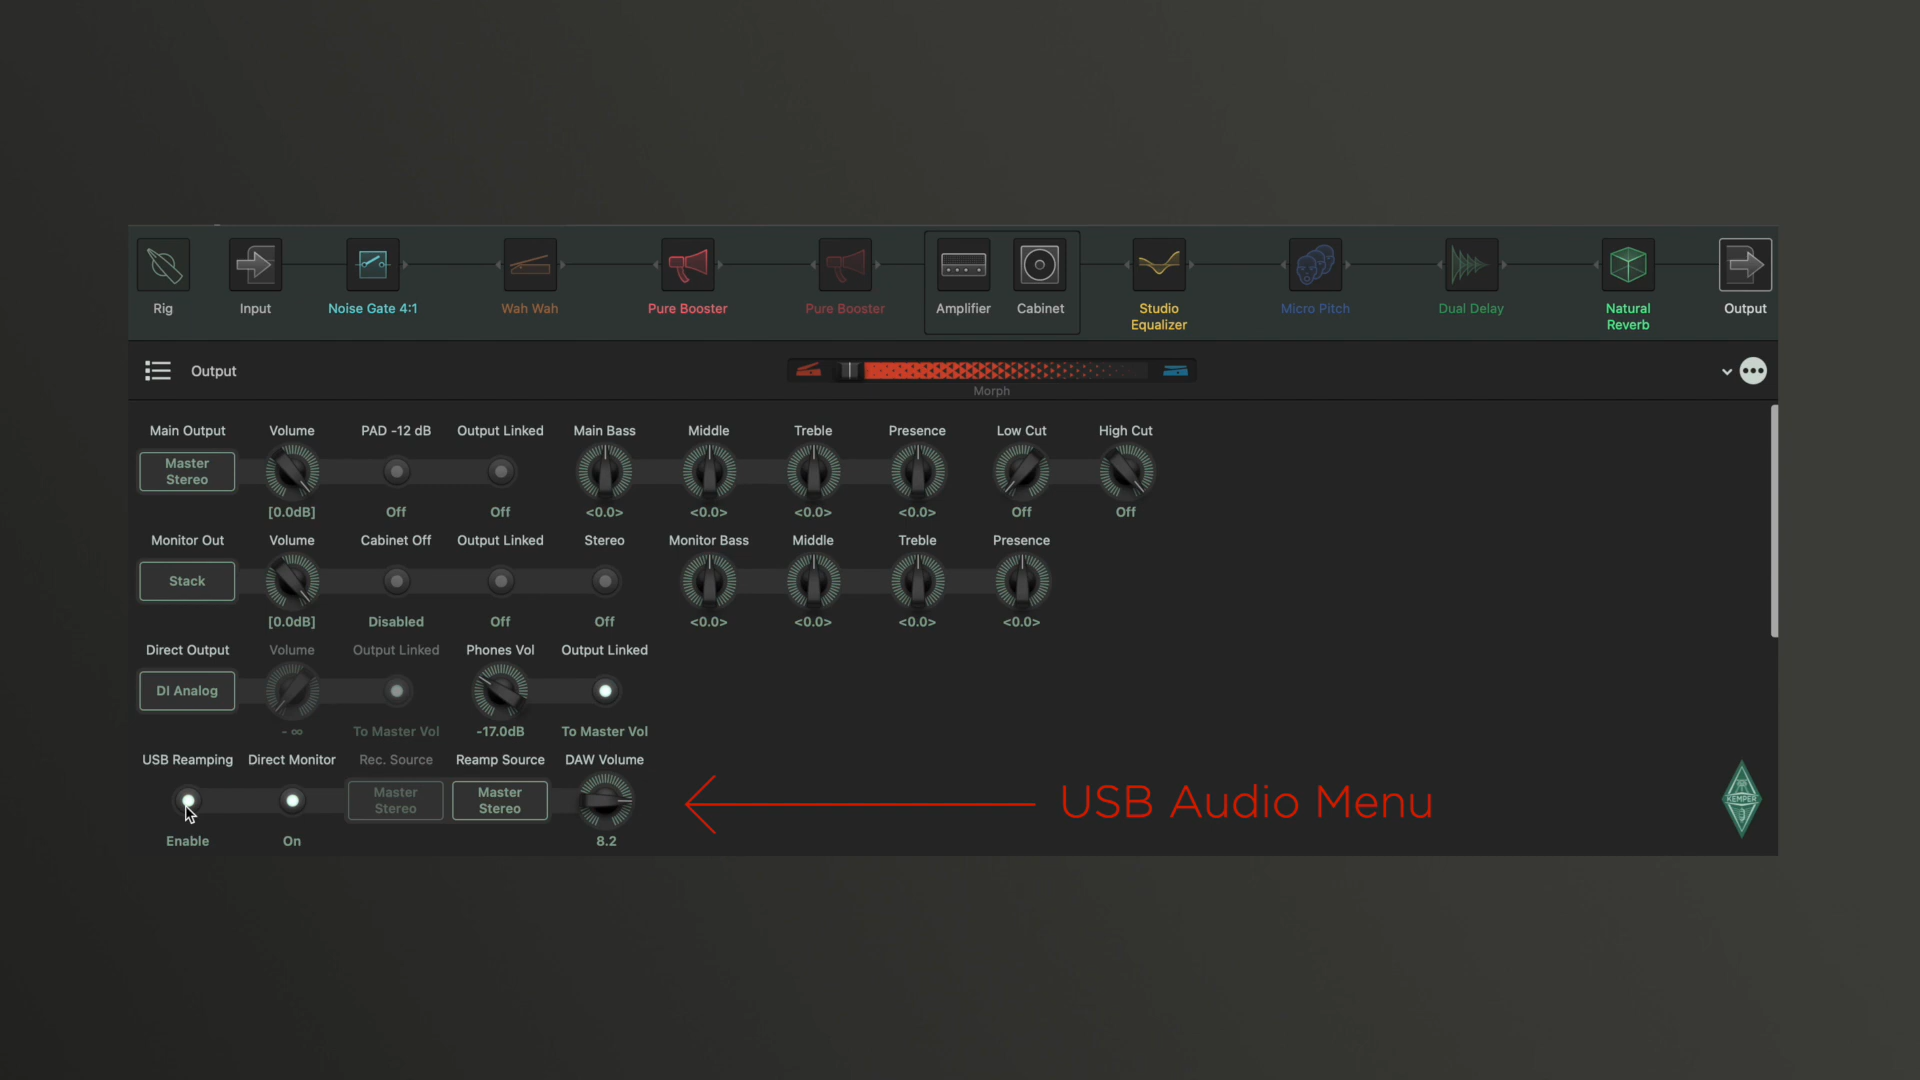 Rig
Input
Noise Gate 4:1
Wah Wah
Pure Booster
Pure Booster
Amplifier
Cabinet
Studio
Equalizer
Micro Pitch
Dual Delay
Natural
Reverb
Output
Output
Morph
Main Output Volume PAD -12 dB Output Linked Main Bass Middle Treble Presence Low Cut High Cut
Master
Stereo
[0.0dB] Off Off <0.0> <0.0> <0.0> <0.0> Off Off
Monitor Out Volume Cabinet Off Output Linked Stereo Monitor Bass Middle Treble Presence
Stack
[0.0dB] Disabled Off Off <0.0> <0.0> <0.0> <0.0>
Direct Output Volume Output Linked Phones Vol Output Linked
DI Analog
- ∞ To Master Vol -17.0dB To Master Vol
USB Reamping Direct Monitor Rec. Source Reamp Source DAW Volume
Master
Stereo
Master
Stereo
Enable On 8.2
USB Audio Menu
KEMPER